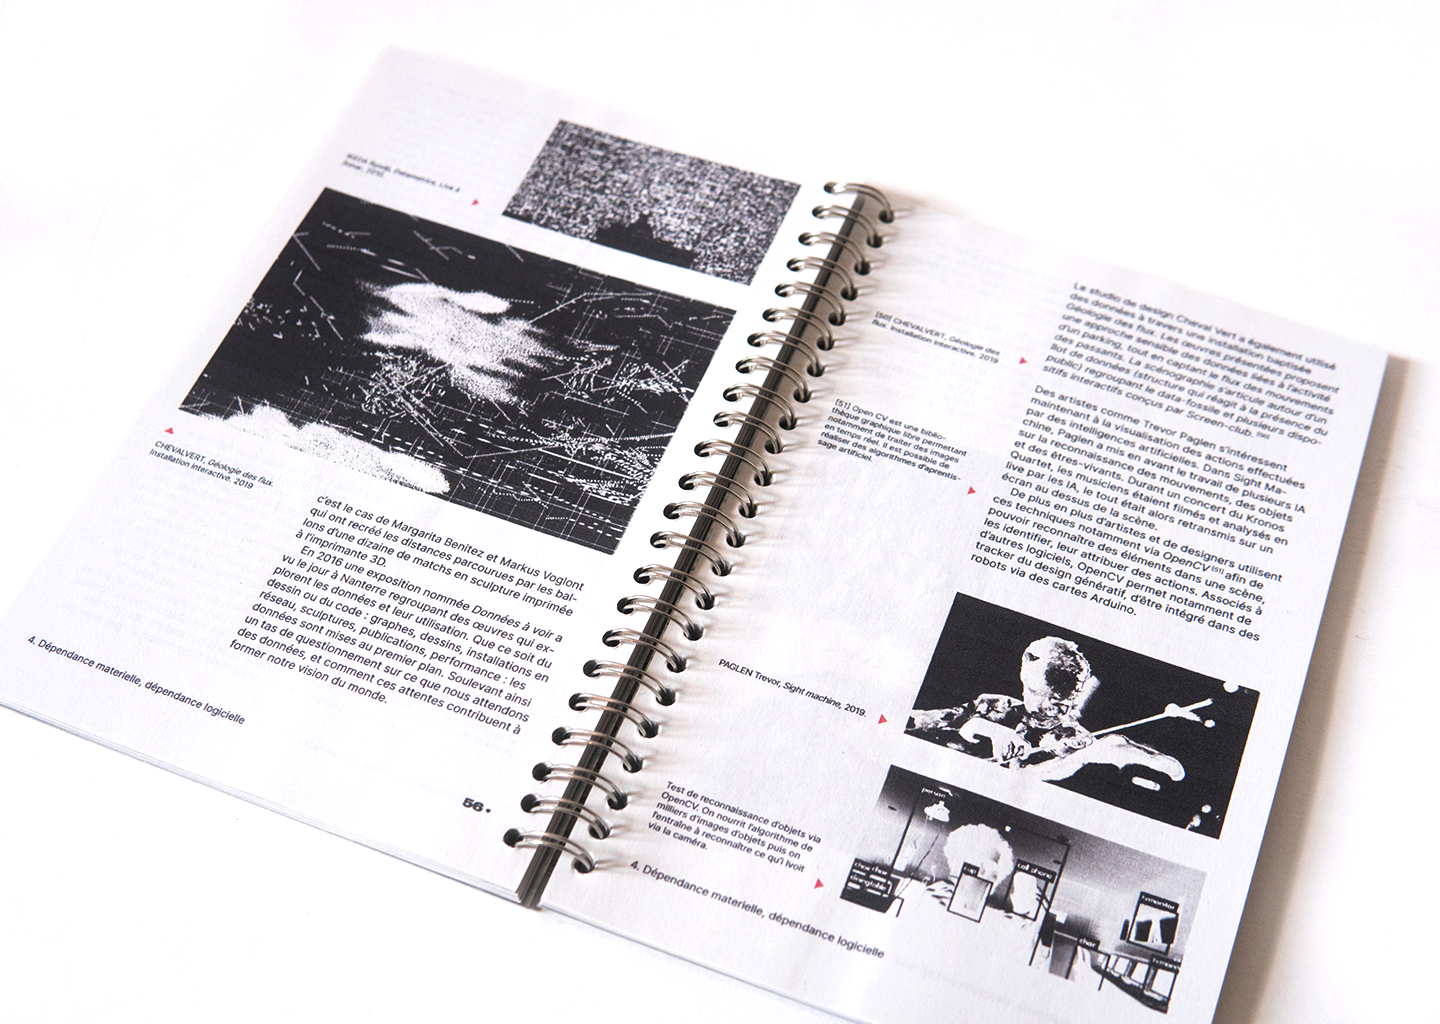 IKEDA Ryoji, Datamatics, Live à
CHEVALVERT, Géologie des flux.
Installation interactive, 2019
c'est le cas de Margarita Benitez et Markus Voglont
qui ont recréé les distances parcourues par les bal-
lons d'une dizaine de matchs en sculpture imprimée
à l'imprimante 3D.
En 2016 une exposition nommée Données à voir a
vu le jour à Nanterre regroupant des œuvres qui ex-
plorent les données et leur utilisation. Que ce soit du
dessin ou du code : graphes, dessins, installations en
réseau, sculptures, publications, performance : les
données sont mises au premier plan. Soulevant ainsi
un tas de questionnement sur ce que nous attendons
des données, et comment ces attentes contribuent à
former notre vision du monde.
4. Dépendance materielle, dépendance logicielle
56
[50] CHEVALVERT, Géologie des
flux. Installation interactive, 2019
[51] Open CV est une biblio-
thèque graphique libre permettant
notamment de traiter des images
en temps réel. Il est possible de
réaliser des algorithmes d'aprentis-
sage artificiel.
Le studio de design Cheval Vert a également utilisé
des données à travers une installation baptisée
Géologie des flux. Les œuvres présentées proposent
une approche sensible des données liées à l'activité
d'un parking, tout en captant le flux des mouvements
des passants. La scénographie s'articule autour d'un
îlot de données (structure qui réagit à la présence du
public) regroupant le data-fossile et plusieurs dispo-
sitifs interactifs conçus par Screen-club. [50]
Des artistes comme Trevor Paglen s'intéressent
maintenant à la visualisation des actions effectuées
par des intelligences artificielles. Dans Sight Ma-
chine, Paglen a mis en avant le travail de plusieurs IA
sur la reconnaissance des mouvements, des objets
et des êtres-vivants. Durant un concert du Kronos
Quartet, les musiciens étaient filmés et analysés en
live par les IA, le tout était alors retransmis sur un
écran au dessus de la scène.
De plus en plus d'artistes et de designers utilisent
ces techniques notamment via OpenCV [51] afin de
pouvoir reconnaître des éléments dans une scène,
les identifier, leur attribuer des actions. Associés à
d'autres logiciels, OpenCV permet notamment de
tracker du design génératif, d'être intégré dans des
robots via des cartes Arduino.
PAGLEN Trevor, Sight machine, 2019.
Test de reconnaissance d'objets via
OpenCV. On nourrit l'algorithme de
milliers d'images d'objets puis on
l'entraîne à reconnaître ce qu'i lvoit
via la caméra.
person
chair chair
diningtable
cup
cell phone
tvmonitor
chair
tvmonitor
4. Dépendance materielle, dépendance logicielle